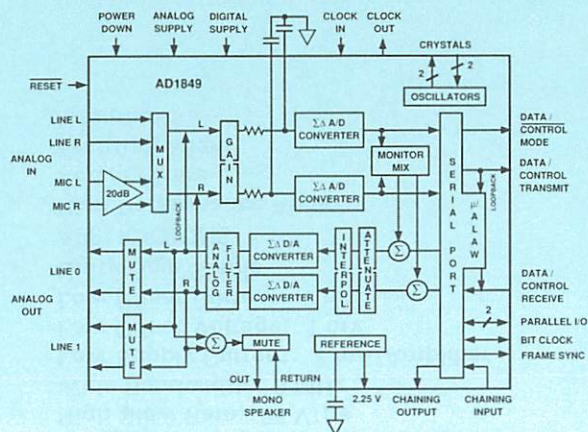 POWER DOWN
ANALOG SUPPLY
DIGITAL SUPPLY
CLOCK IN
CLOCK OUT
CRYSTALS
2
2
OSCILLATORS
AD1849
RESET
LINE L
LINE R
ANALOG IN
MIC L
MIC R
20dB
MUX
L
R
GAIN
ΣΔ A/D CONVERTER
ΣΔ A/D CONVERTER
MONITOR MIX
SERIAL PORT
μ/A LAW
LOOPBACK
DATA / CONTROL MODE
DATA / CONTROL TRANSMIT
DATA / CONTROL RECEIVE
2
PARALLEL I/O
BIT CLOCK
FRAME SYNC
LOOPBACK
L
R
LINE 0
ANALOG OUT
LINE 1
MUTE
MUTE
ANALOG FILTER
ΣΔ D/A CONVERTER
ΣΔ D/A CONVERTER
INTERPOL
ATTENUATE
Σ
Σ
Σ
MUTE
REFERENCE
OUT
RETURN
MONO SPEAKER
2.25 V
CHAINING OUTPUT
CHAINING INPUT